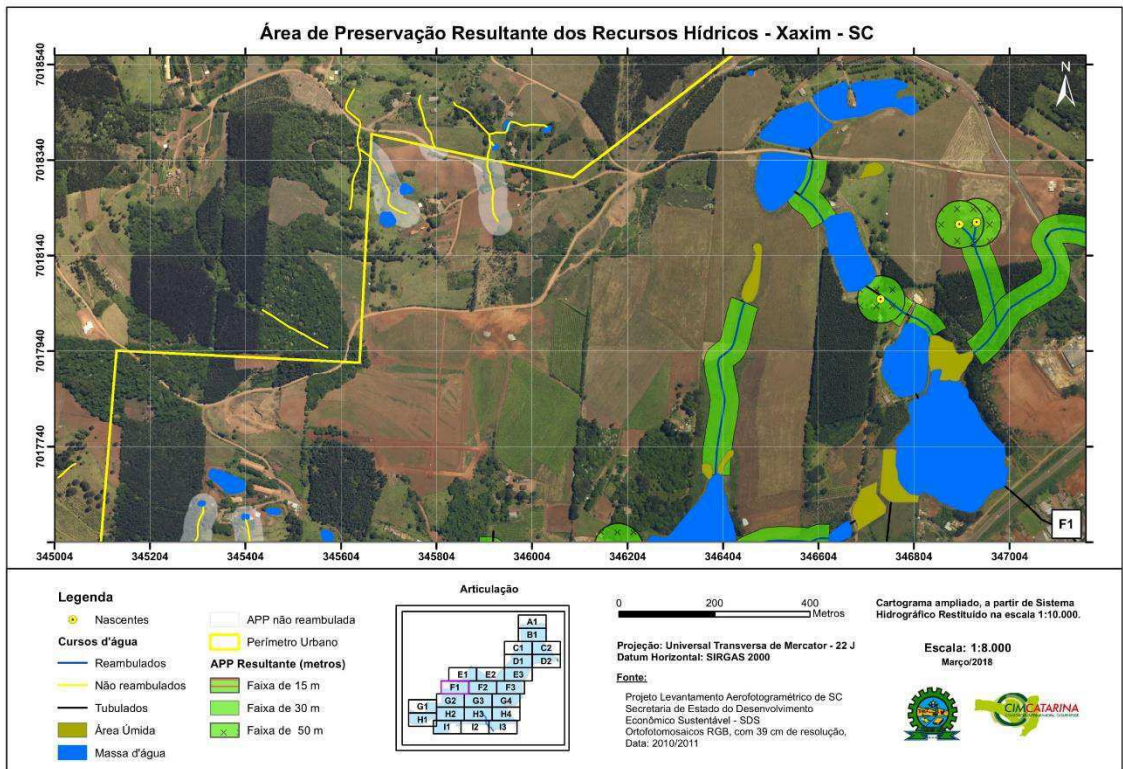 Área de Preservação Resultante dos Recursos Hídricos - Xaxim - SC
7018540
7018340
7018140
7017940
7017740
N
F1
345004
345204
345404
345604
345804
346004
346204
346404
346604
346804
347004
Legenda
Nascentes
Cursos d'água
Reambulados
Não reambulados
Tubulados
Área Úmida
Massa d'água
APP não reambulada
Perímetro Urbano
APP Resultante (metros)
Faixa de 15 m
Faixa de 30 m
Faixa de 50 m
Articulação
A1
B1
C1 C2
D1 D2
E1 E2 E3
F1 F2 F3
G1 G2 G3 G4
H1 H2 H3 H4
I1 I2 I3
0 200 400
Metros
Projeção: Universal Transversa de Mercator - 22 J
Datum Horizontal: SIRGAS 2000
Fonte:
Projeto Levantamento Aerofotogramétrico de SC
Secretaria de Estado do Desenvolvimento
Econômico Sustentável - SDS
Ortofotomosaicos RGB, com 39 cm de resolução.
Data: 2010/2011
Cartograma ampliado, a partir de Sistema
Hidrográfico Restituído na escala 1:10.000.
Escala: 1:8.000
Março/2018
CIMCATARINA